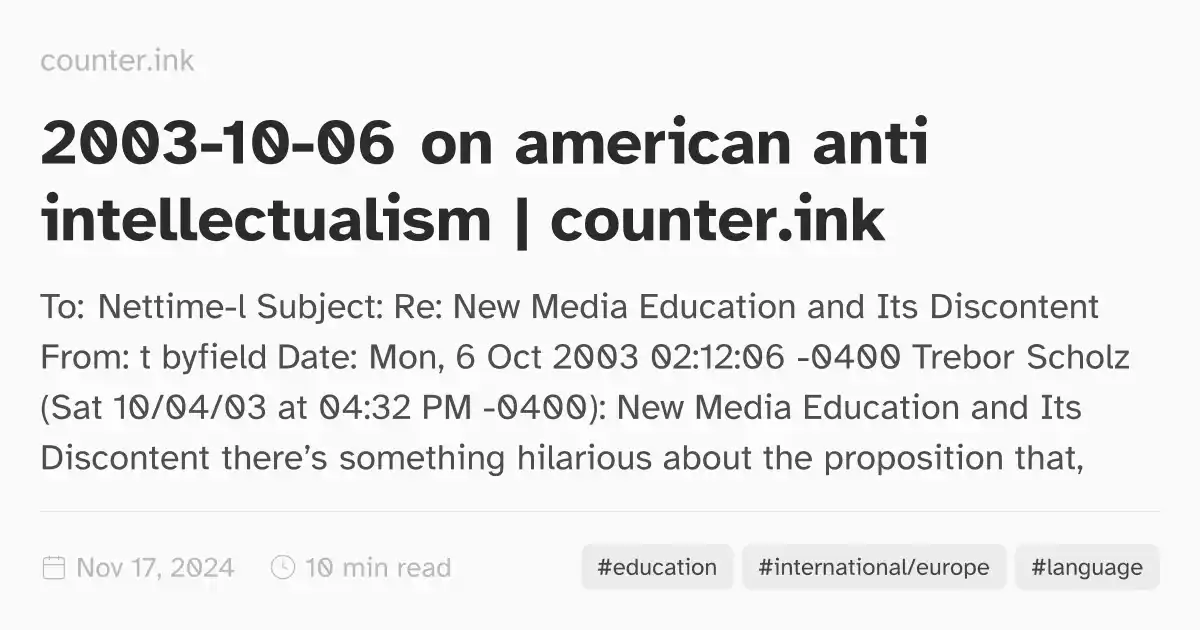 counter.ink
2003-10-06 on american anti
intellectualism | counter.ink
To: Nettime-l Subject: Re: New Media Education and Its Discontent
From: t byfield Date: Mon, 6 Oct 2003 02:12:06 -0400 Trebor Scholz
(Sat 10/04/03 at 04:32 PM -0400): New Media Education and Its
Discontent there’s something hilarious about the proposition that,
Nov 17, 2024 10 min read #education #international/europe #language